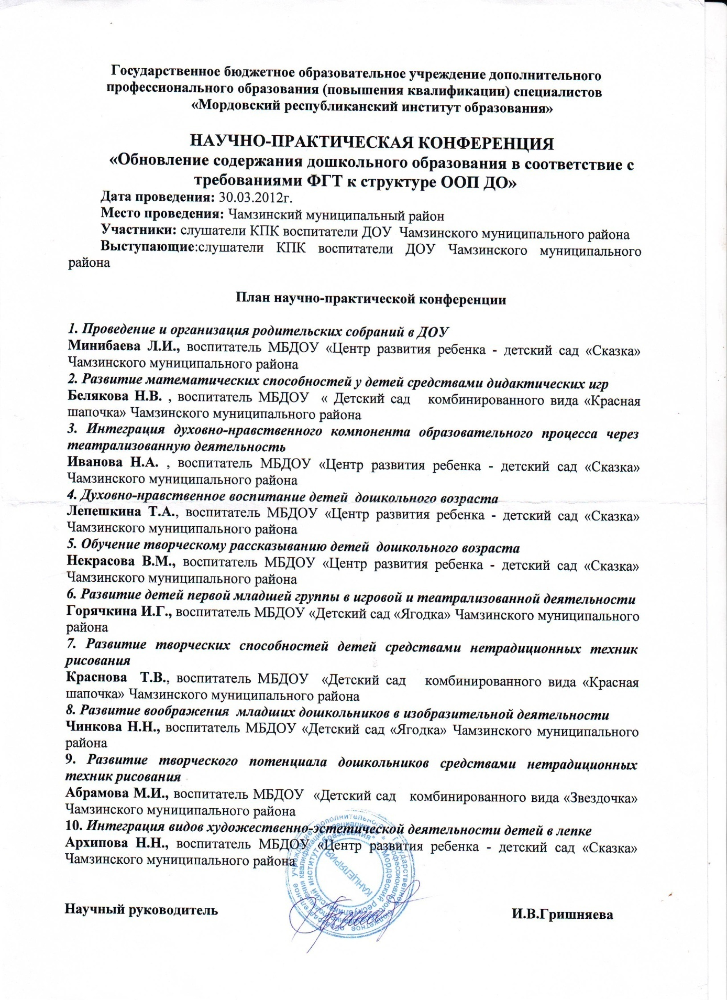 Государственное бюджетное образовательное учреждение дополнительного
профессионального образования (повышения квалификации) специалистов
«Мордовский республиканский институт образования»
НАУЧНО-ПРАКТИЧЕСКАЯ КОНФЕРЕНЦИЯ
«Обновление содержания дошкольного образования в соответствие с
требованиями ФГТ к структуре ООП ДО»
Дата проведения: 30.03.2012г.
Место проведения: Чамзинский муниципальный район
Участники: слушатели КПК воспитатели ДОУ Чамзинского муниципального района
Выступающие:слушатели КПК воспитатели ДОУ Чамзинского муниципального
района
План научно-практической конференции
1. Проведение и организация родительских собраний в ДОУ
Минибаева Л.И., воспитатель МБДОУ «Центр развития ребенка - детский сад «Сказка»
Чамзинского муниципального района
2. Развитие математических способностей у детей средствами дидактических игр
Белякова Н.В. , воспитатель МБДОУ « Детский сад комбинированного вида «Красная
шапочка» Чамзинского муниципального района
3. Интеграция духовно-нравственного компонента образовательного процесса через
театрализованную деятельность
Иванова Н.А. , воспитатель МБДОУ «Центр развития ребенка - детский сад «Сказка»
Чамзинского муниципального района
4. Духовно-нравственное воспитание детей дошкольного возраста
Лепешкина Т.А., воспитатель МБДОУ «Центр развития ребенка - детский сад «Сказка»
Чамзинского муниципального района
5. Обучение творческому рассказыванию детей дошкольного возраста
Некрасова В.М., воспитатель МБДОУ «Центр развития ребенка - детский сад «Сказка»
Чамзинского муниципального района
6. Развитие детей первой младшей группы в игровой и театрализованной деятельности
Горячкина И.Г., воспитатель МБДОУ «Детский сад «Ягодка» Чамзинского муниципального
района
7. Развитие творческих способностей детей средствами нетрадиционных техник
рисования
Краснова Т.В., воспитатель МБДОУ «Детский сад комбинированного вида «Красная
шапочка» Чамзинского муниципального района
8. Развитие воображения младших дошкольников в изобразительной деятельности
Чинкова Н.Н., воспитатель МБДОУ «Детский сад «Ягодка» Чамзинского муниципального
района
9. Развитие творческого потенциала дошкольников средствами нетрадиционных
техник рисования
Абрамова М.И., воспитатель МБДОУ «Детский сад комбинированного вида «Звездочка»
Чамзинского муниципального района
10. Интеграция видов художественно-эстетической деятельности детей в лепке
Архипова Н.Н., воспитатель МБДОУ «Центр развития ребенка - детский сад «Сказка»
Чамзинского муниципального района
КАНЦЕЛЯРИЯ
Научный руководитель И.В.Гришняева